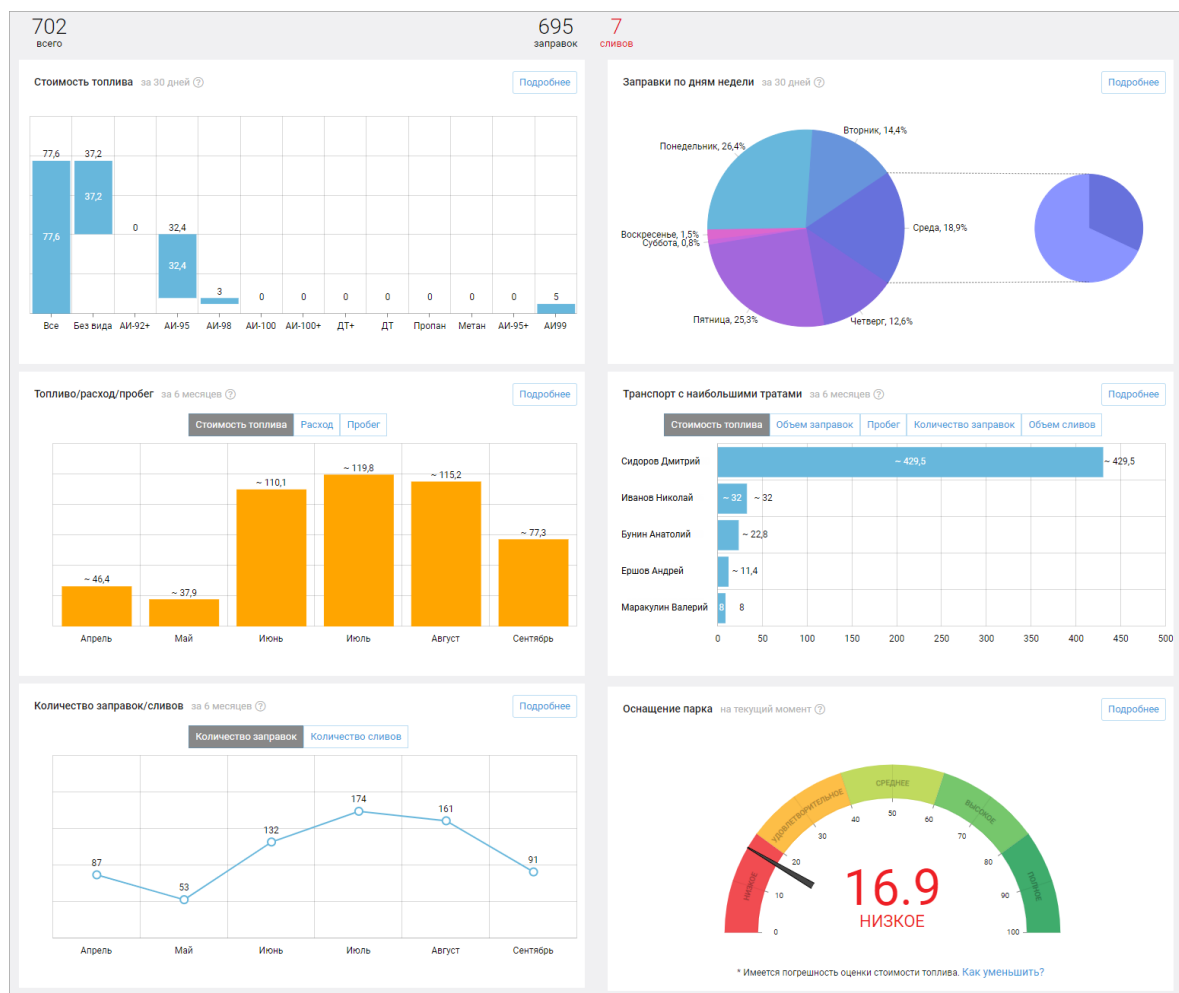 702
всего
695
заправок
7
сливов
Стоимость топлива за 30 дней ?
Подробнее
77,6
37,2
0
32,4
3
0
0
0
0
0
0
0
5
77,6
37,2
32,4
Все
Без вида
АИ-92+
АИ-95
АИ-98
АИ-100
АИ-100+
ДТ+
ДТ
Пропан
Метан
АИ-95+
АИ99
Заправки по дням недели за 30 дней ?
Подробнее
Вторник, 14,4%
Понедельник, 26,4%
Среда, 18,9%
Воскресенье, 1,5%
Суббота, 0,8%
Пятница, 25,3%
Четверг, 12,6%
Топливо/расход/пробег за 6 месяцев ?
Подробнее
Стоимость топлива
Расход
Пробег
~ 46,4
~ 37,9
~ 110,1
~ 119,8
~ 115,2
~ 77,3
Апрель
Май
Июнь
Июль
Август
Сентябрь
Транспорт с наибольшими тратами за 6 месяцев ?
Подробнее
Стоимость топлива
Объем заправок
Пробег
Количество заправок
Объем сливов
Сидоров Дмитрий
~ 429,5
~ 429,5
Иванов Николай
~ 32
~ 32
Бунин Анатолий
~ 22,8
Ершов Андрей
~ 11,4
Маракулин Валерий
8
8
0
50
100
150
200
250
300
350
400
450
500
Количество заправок/сливов за 6 месяцев ?
Подробнее
Количество заправок
Количество сливов
87
53
132
174
161
91
Апрель
Май
Июнь
Июль
Август
Сентябрь
Оснащение парка на текущий момент ?
Подробнее
НИЗКОЕ
УДОВЛЕТВОРИТЕЛЬНОЕ
СРЕДНЕЕ
ВЫСОКОЕ
ПОЛНОЕ
0
10
20
30
40
50
60
70
80
90
100
16.9
НИЗКОЕ
* Имеется погрешность оценки стоимости топлива. Как уменьшить?